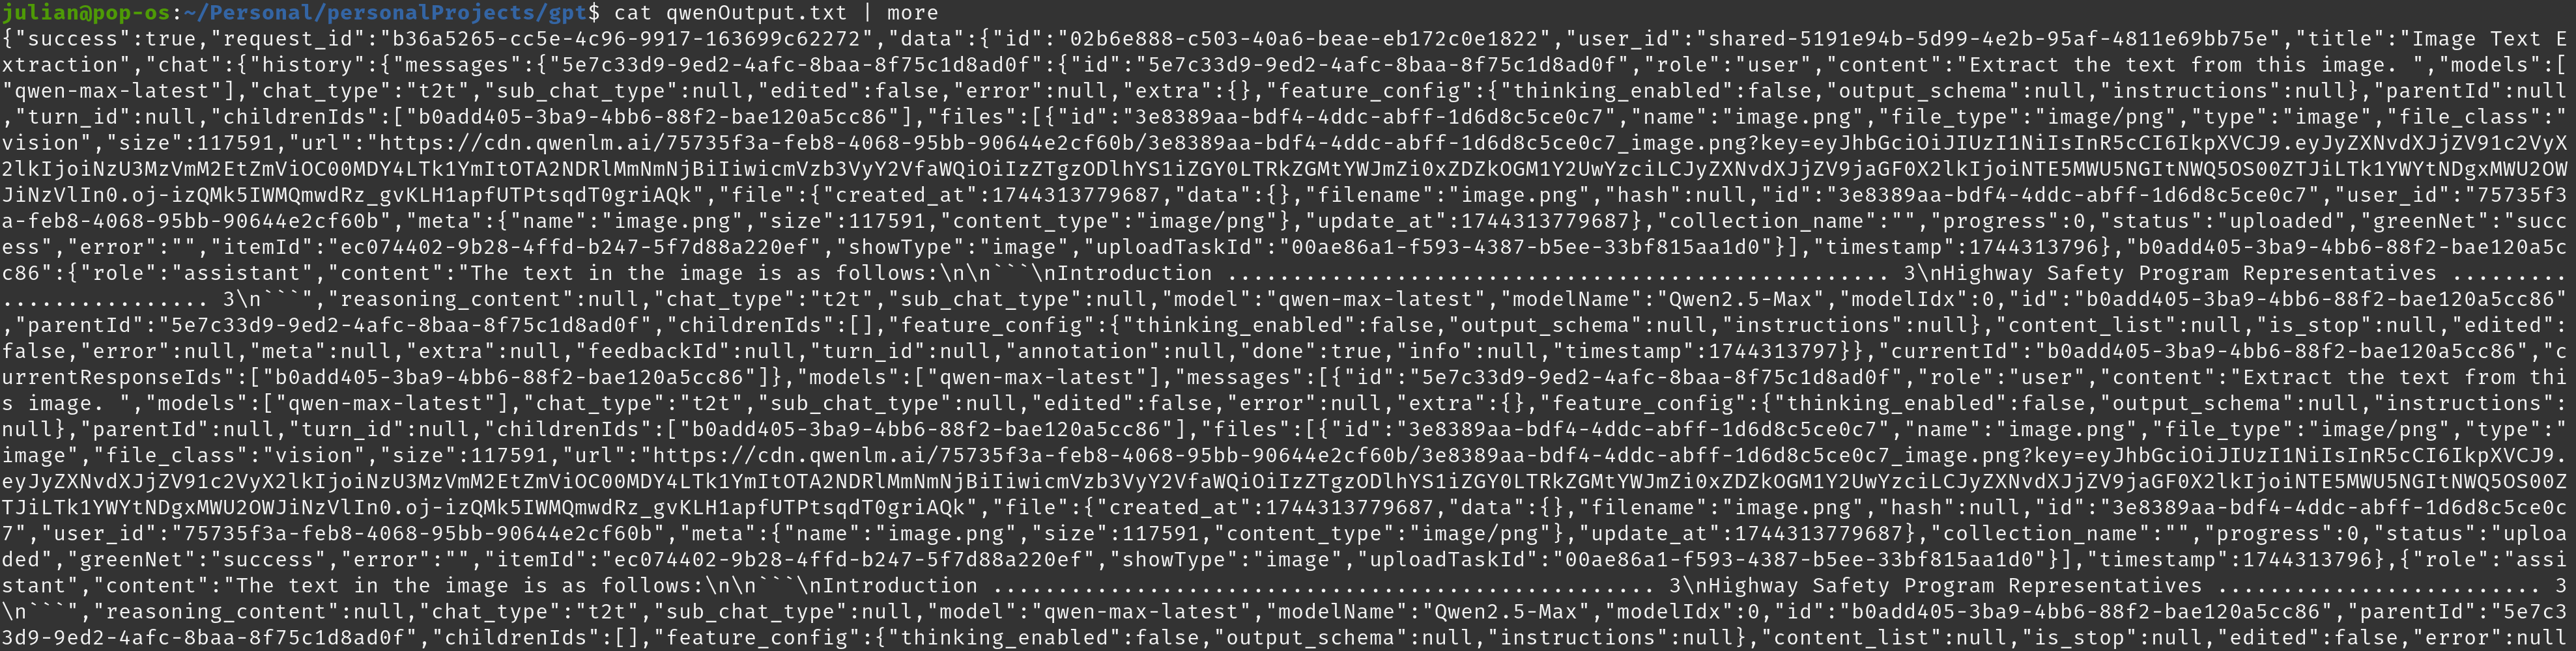 julian@pop-os:~/Personal/personalProjects/gpt$ cat qwenOutput.txt | more
{"success":true,"request_id":"b36a5265-cc5e-4c96-9917-163699c62272","data":{"id":"02b6e888-c503-40a6-beae-eb172c0e1822","user_id":"shared-5191e94b-5d99-4e2b-95af-4811e69bb75e","title":"Image Text E
xtraction","chat":{"history":{"messages":{"5e7c33d9-9ed2-4afc-8baa-8f75c1d8ad0f":{"id":"5e7c33d9-9ed2-4afc-8baa-8f75c1d8ad0f","role":"user","content":"Extract the text from this image. ","models":[
"qwen-max-latest"],"chat_type":"t2t","sub_chat_type":null,"edited":false,"error":null,"extra":{},"feature_config":{"thinking_enabled":false,"output_schema":null,"instructions":null},"parentId":null
,"turn_id":null,"childrenIds":["b0add405-3ba9-4bb6-88f2-bae120a5cc86"],"files":[{"id":"3e8389aa-bdf4-4ddc-abff-1d6d8c5ce0c7","name":"image.png","file_type":"image/png","type":"image","file_class":"
vision","size":117591,"url":"https://cdn.qwenlm.ai/75735f3a-feb8-4068-95bb-90644e2cf60b/3e8389aa-bdf4-4ddc-abff-1d6d8c5ce0c7_image.png?key=eyJhbGciOiJIUzI1NiIsInR5cCI6IkpXVCJ9.eyJyZXNvdXJjZV91c2VyX
2lkIjoiNzU3MzVmM2EtZmViOC00MDY4LTk1YmItOTA2NDRlMmNmNjBiIiwicmVzb3VyY2VfaWQiOiIzZTgzODlhYS1iZGY0LTRkZGMtYWJmZi0xZDZkOGM1Y2UwYzciLCJyZXNvdXJjZV9jaGF0X2lkIjoiNTE5MWU5NGItNWQ5OS00ZTJiLTk1YWYtNDgxMWU2OW
JiNzVlIn0.oj-izQMk5IWMQmwdRz_gvKLH1apfUTPtsqdT0griAQk","file":{"created_at":1744313779687,"data":{},"filename":"image.png","hash":null,"id":"3e8389aa-bdf4-4ddc-abff-1d6d8c5ce0c7","user_id":"75735f3
a-feb8-4068-95bb-90644e2cf60b","meta":{"name":"image.png","size":117591,"content_type":"image/png"},"update_at":1744313779687},"collection_name":"","progress":0,"status":"uploaded","greenNet":"succ
ess","error":"","itemId":"ec074402-9b28-4ffd-b247-5f7d88a220ef","showType":"image","uploadTaskId":"00ae86a1-f593-4387-b5ee-33bf815aa1d0"}],"timestamp":1744313796},"b0add405-3ba9-4bb6-88f2-bae120a5c
c86":{"role":"assistant","content":"The text in the image is as follows:\n\n```\nIntroduction ................................................... 3\nHighway Safety Program Representatives .........
................ 3\n```","reasoning_content":null,"chat_type":"t2t","sub_chat_type":null,"model":"qwen-max-latest","modelName":"Qwen2.5-Max","modelIdx":0,"id":"b0add405-3ba9-4bb6-88f2-bae120a5cc86"
,"parentId":"5e7c33d9-9ed2-4afc-8baa-8f75c1d8ad0f","childrenIds":[],"feature_config":{"thinking_enabled":false,"output_schema":null,"instructions":null},"content_list":null,"is_stop":null,"edited":
false,"error":null,"meta":null,"extra":null,"feedbackId":null,"turn_id":null,"annotation":null,"done":true,"info":null,"timestamp":1744313797}},"currentId":"b0add405-3ba9-4bb6-88f2-bae120a5cc86","c
urrentResponseIds":["b0add405-3ba9-4bb6-88f2-bae120a5cc86"]},"models":["qwen-max-latest"],"messages":[{"id":"5e7c33d9-9ed2-4afc-8baa-8f75c1d8ad0f","role":"user","content":"Extract the text from thi
s image. ","models":["qwen-max-latest"],"chat_type":"t2t","sub_chat_type":null,"edited":false,"error":null,"extra":{},"feature_config":{"thinking_enabled":false,"output_schema":null,"instructions":
null},"parentId":null,"turn_id":null,"childrenIds":["b0add405-3ba9-4bb6-88f2-bae120a5cc86"],"files":[{"id":"3e8389aa-bdf4-4ddc-abff-1d6d8c5ce0c7","name":"image.png","file_type":"image/png","type":"
image","file_class":"vision","size":117591,"url":"https://cdn.qwenlm.ai/75735f3a-feb8-4068-95bb-90644e2cf60b/3e8389aa-bdf4-4ddc-abff-1d6d8c5ce0c7_image.png?key=eyJhbGciOiJIUzI1NiIsInR5cCI6IkpXVCJ9.
eyJyZXNvdXJjZV91c2VyX2lkIjoiNzU3MzVmM2EtZmViOC00MDY4LTk1YmItOTA2NDRlMmNmNjBiIiwicmVzb3VyY2VfaWQiOiIzZTgzODlhYS1iZGY0LTRkZGMtYWJmZi0xZDZkOGM1Y2UwYzciLCJyZXNvdXJjZV9jaGF0X2lkIjoiNTE5MWU5NGItNWQ5OS00Z
TJiLTk1YWYtNDgxMWU2OWJiNzVlIn0.oj-izQMk5IWMQmwdRz_gvKLH1apfUTPtsqdT0griAQk","file":{"created_at":1744313779687,"data":{},"filename":"image.png","hash":null,"id":"3e8389aa-bdf4-4ddc-abff-1d6d8c5ce0c
7","user_id":"75735f3a-feb8-4068-95bb-90644e2cf60b","meta":{"name":"image.png","size":117591,"content_type":"image/png"},"update_at":1744313779687},"collection_name":"","progress":0,"status":"uploa
ded","greenNet":"success","error":"","itemId":"ec074402-9b28-4ffd-b247-5f7d88a220ef","showType":"image","uploadTaskId":"00ae86a1-f593-4387-b5ee-33bf815aa1d0"}],"timestamp":1744313796},{"role":"assi
stant","content":"The text in the image is as follows:\n\n```\nIntroduction ................................................... 3\nHighway Safety Program Representatives ......................... 3
\n```","reasoning_content":null,"chat_type":"t2t","sub_chat_type":null,"model":"qwen-max-latest","modelName":"Qwen2.5-Max","modelIdx":0,"id":"b0add405-3ba9-4bb6-88f2-bae120a5cc86","parentId":"5e7c3
3d9-9ed2-4afc-8baa-8f75c1d8ad0f","childrenIds":[],"feature_config":{"thinking_enabled":false,"output_schema":null,"instructions":null},"content_list":null,"is_stop":null,"edited":false,"error":null